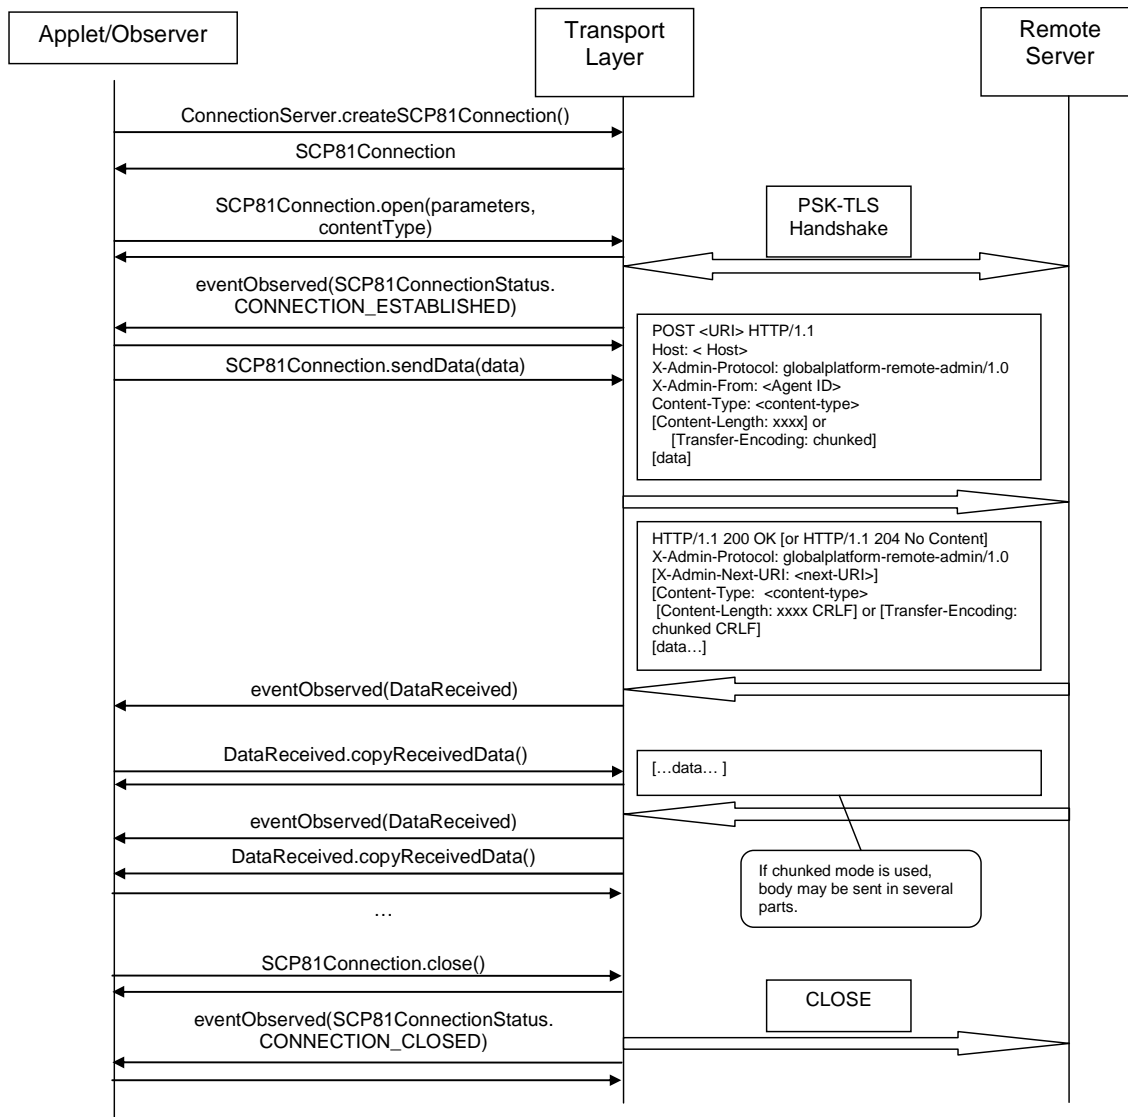 Applet/Observer
Transport
Layer
Remote
Server
ConnectionServer.createSCP81Connection()
SCP81Connection
SCP81Connection.open(parameters,
contentType)
PSK-TLS
Handshake
eventObserved(SCP81ConnectionStatus.
CONNECTION_ESTABLISHED)
SCP81Connection.sendData(data)
POST <URI> HTTP/1.1
Host: < Host>
X-Admin-Protocol: globalplatform-remote-admin/1.0
X-Admin-From: <Agent ID>
Content-Type: <content-type>
[Content-Length: xxxx] or
[Transfer-Encoding: chunked]
[data]
HTTP/1.1 200 OK [or HTTP/1.1 204 No Content]
X-Admin-Protocol: globalplatform-remote-admin/1.0
[X-Admin-Next-URI: <next-URI>]
[Content-Type:  <content-type>
[Content-Length: xxxx CRLF] or [Transfer-Encoding:
chunked CRLF]
[data…]
eventObserved(DataReceived)
DataReceived.copyReceivedData()
[…data… ]
eventObserved(DataReceived)
DataReceived.copyReceivedData()
If chunked mode is used,
body may be sent in several
parts.
…
SCP81Connection.close()
CLOSE
eventObserved(SCP81ConnectionStatus.
CONNECTION_CLOSED)